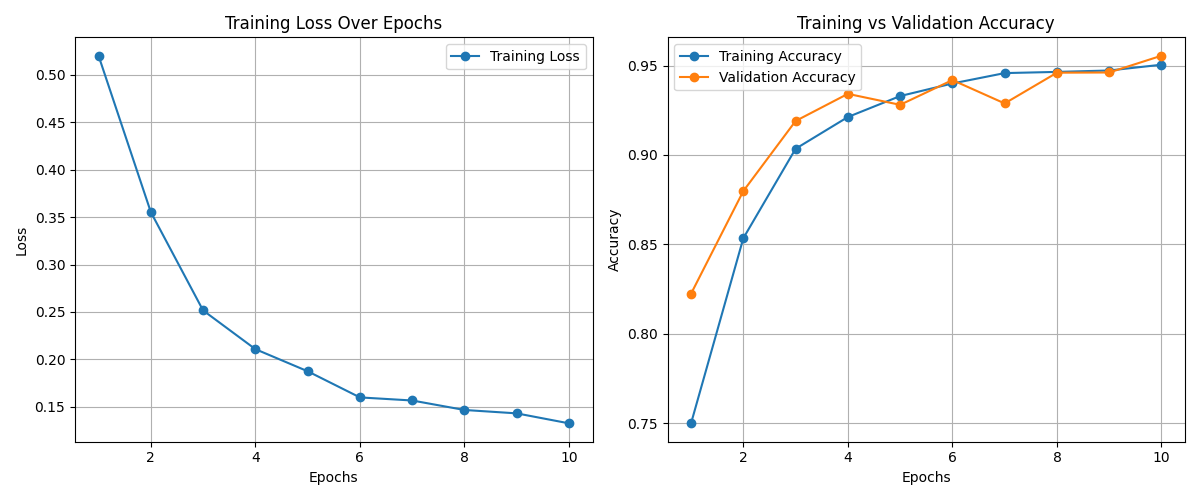 Training Loss Over Epochs
Training Loss
0.50
0.45
0.40
0.35
0.30
0.25
0.20
0.15
Loss
2 4 6 8 10
Epochs
Training vs Validation Accuracy
Training Accuracy
Validation Accuracy
0.95
0.90
0.85
0.80
0.75
Accuracy
2 4 6 8 10
Epochs